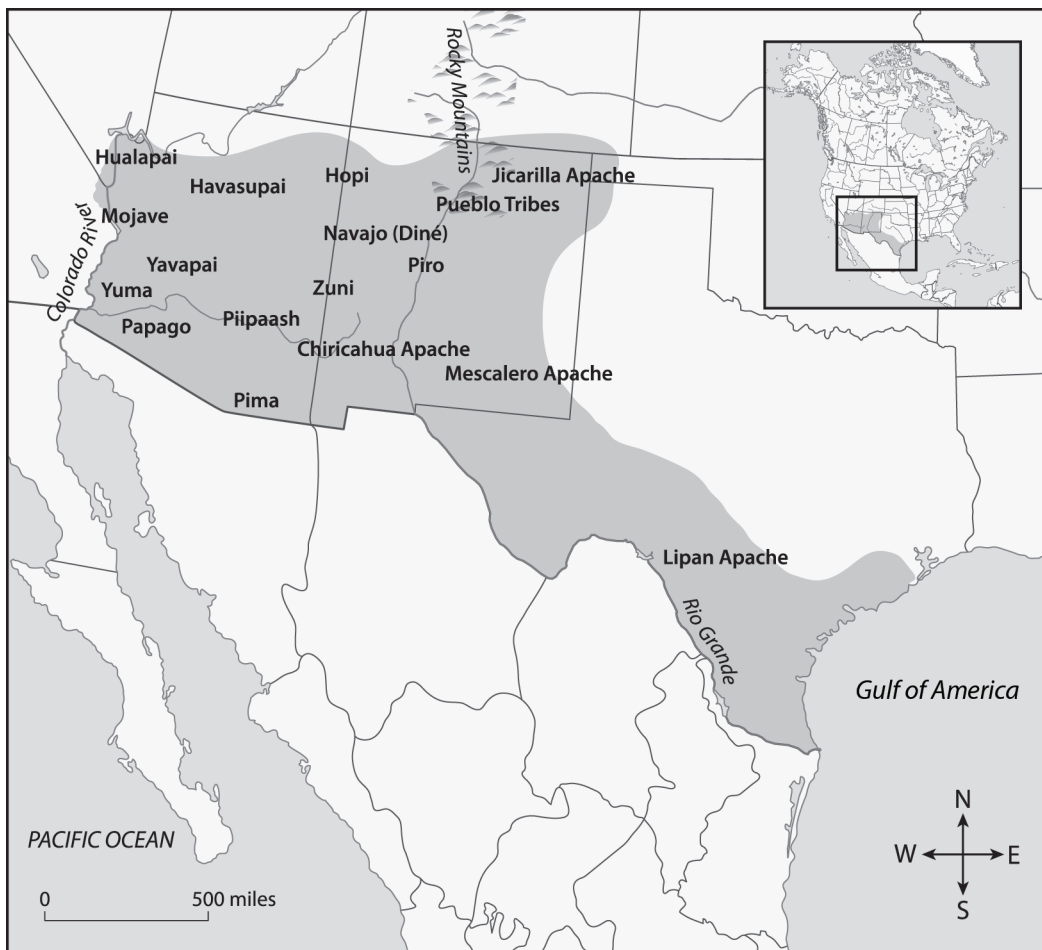 Rocky Mountains
Hualapai
Havasupai
Hopi
Jicarilla Apache
Pueblo Tribes
Mojave
Navajo (Diné)
Colorado River
Yavapai
Piro
Yuma
Zuni
Papago
Piipaash
Chiricahua Apache
Mescalero Apache
Pima
Lipan Apache
Rio Grande
Gulf of America
PACIFIC OCEAN
N
W
E
S
0
500 miles